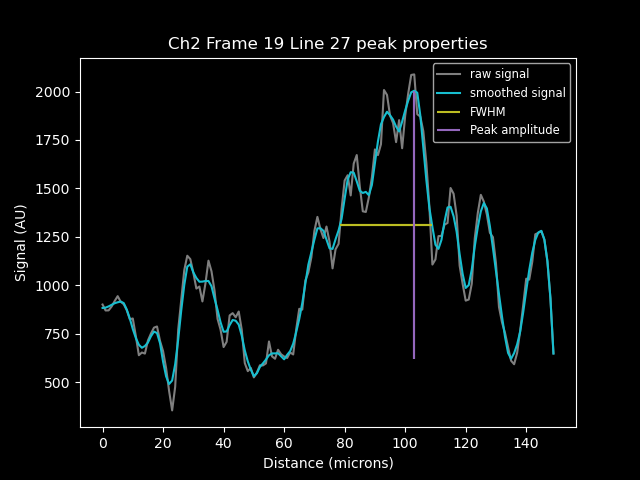 Ch2 Frame 19 Line 27 peak properties
raw signal
smoothed signal
FWHM
Peak amplitude
Signal (AU)
2000
1750
1500
1250
1000
750
500
0 20 40 60 80 100 120 140
Distance (microns)